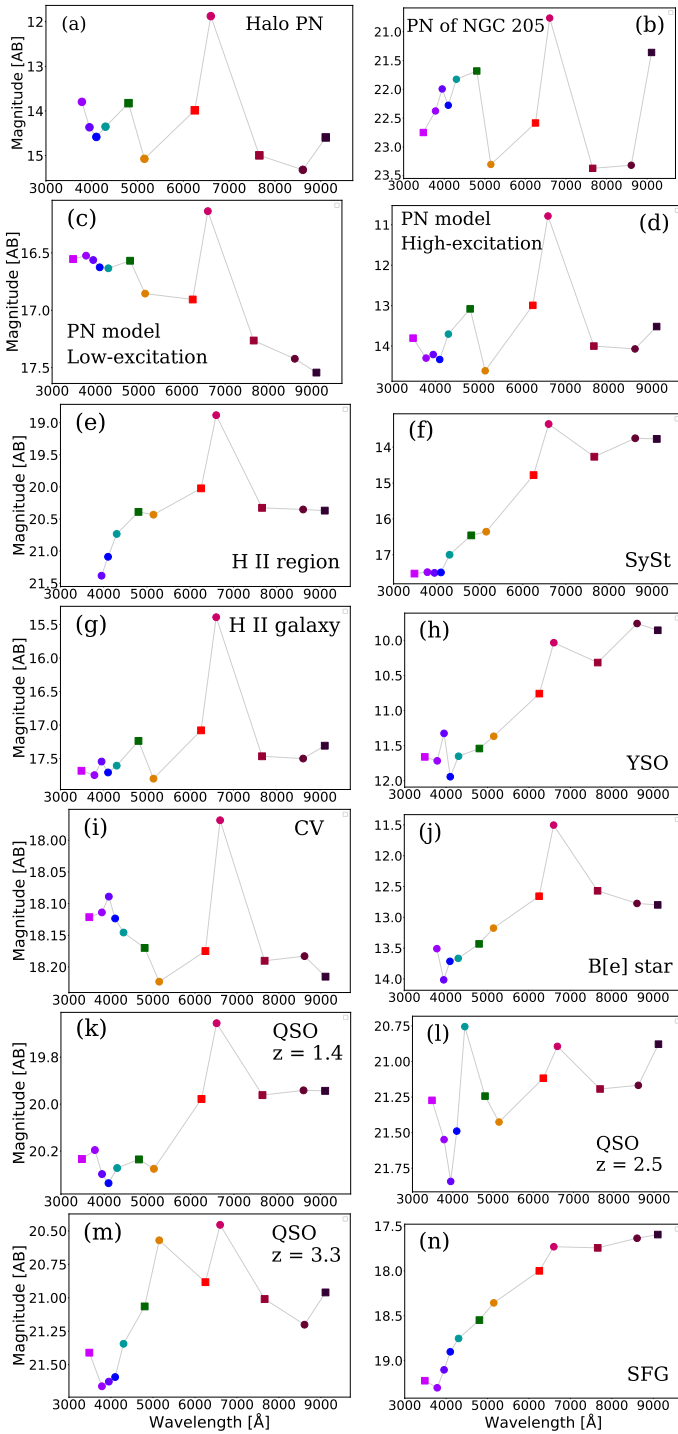 (a) Halo PN
Magnitude [AB]
12
13
14
15
3000 4000 5000 6000 7000 8000 9000
PN of NGC 205 (b)
21.0
21.5
22.0
22.5
23.0
23.5
3000 4000 5000 6000 7000 8000 9000
(c)
Magnitude [AB]
16.5
17.0
17.5
PN model
Low-excitation
3000 4000 5000 6000 7000 8000 9000
PN model (d)
High-excitation
11
12
13
14
3000 4000 5000 6000 7000 8000 9000
(e)
Magnitude [AB]
19.0
19.5
20.0
20.5
21.0
21.5
H II region
3000 4000 5000 6000 7000 8000 9000
(f)
14
15
16
17
SySt
3000 4000 5000 6000 7000 8000 9000
(g) H II galaxy
Magnitude [AB]
15.5
16.0
16.5
17.0
17.5
3000 4000 5000 6000 7000 8000 9000
(h)
10.0
10.5
11.0
11.5
12.0
YSO
3000 4000 5000 6000 7000 8000 9000
(i) CV
Magnitude [AB]
18.00
18.05
18.10
18.15
18.20
3000 4000 5000 6000 7000 8000 9000
(j)
11.5
12.0
12.5
13.0
13.5
14.0
B[e] star
3000 4000 5000 6000 7000 8000 9000
(k) QSO
z = 1.4
Magnitude [AB]
19.8
20.0
20.2
3000 4000 5000 6000 7000 8000 9000
(l)
20.75
21.00
21.25
21.50
21.75
QSO
z = 2.5
3000 4000 5000 6000 7000 8000 9000
(m) QSO
z = 3.3
Magnitude [AB]
20.50
20.75
21.00
21.25
21.50
3000 4000 5000 6000 7000 8000 9000
Wavelength [Å]
(n)
17.5
18.0
18.5
19.0
SFG
3000 4000 5000 6000 7000 8000 9000
Wavelength [Å]